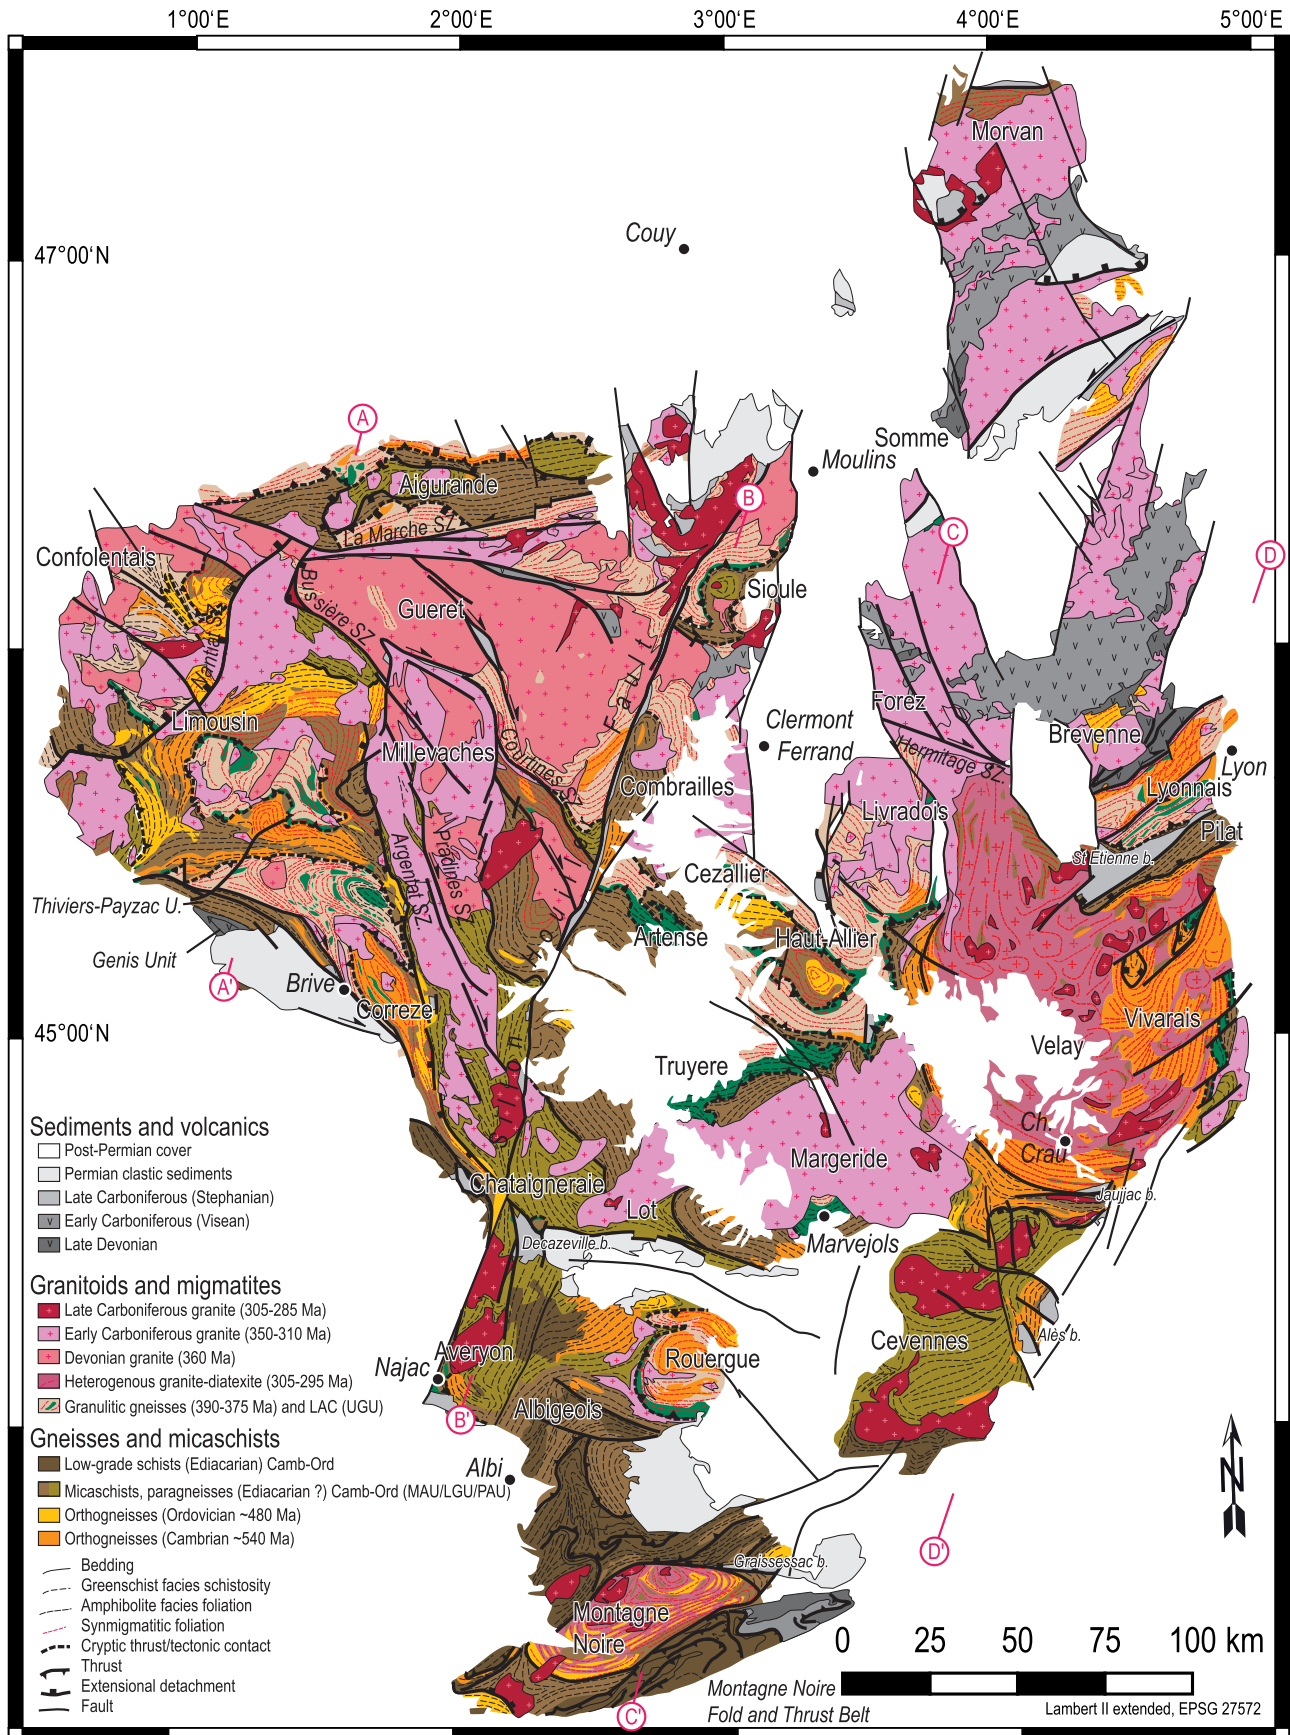 1°00‘E 2°00‘E 3°00‘E 4°00‘E 5°00‘E
Morvan
Couy
47°00‘N
A
Somme
Moulins
Aigurande
B
La Marche SZ
C
D
Confolentais
Bussière SZ
Sioule
Gueret
Nantiat SZ
Forez
Limousin
Clermont
Ferrand
Brevenne
Millevaches
Hermitage SZ
Courtines SZ
Lyon
Combrailles
Lyonnais
Livradois
Pilat
Argentat SZ
Pradines S
St Etienne b.
Cezallier
Thiviers-Payzac U.
Artense
Haut-Allier
Genis Unit
Sillon Houiller Fault
A'
Brive
Correze
Vivarais
45°00‘N
Velay
Truyere
Ch.
Crau
Margeride
Chataigneraie
Jaujjac b.
Lot
Decazeville b.
Marvejols
Cevennes
Alès b.
Averyon
Rouergue
Najac
B'
Albigeois
Albi
D'
Graissessac b.
Montagne
Noire
C'
Montagne Noire
Fold and Thrust Belt
N
0 25 50 75 100 km
Lambert II extended, EPSG 27572
Sediments and volcanics
Post-Permian cover
Permian clastic sediments
Late Carboniferous (Stephanian)
Early Carboniferous (Visean)
Late Devonian
Granitoids and migmatites
Late Carboniferous granite (305-285 Ma)
Early Carboniferous granite (350-310 Ma)
Devonian granite (360 Ma)
Heterogenous granite-diatexite (305-295 Ma)
Granulitic gneisses (390-375 Ma) and LAC (UGU)
Gneisses and micaschists
Low-grade schists (Ediacarian) Camb-Ord
Micaschists, paragneisses (Ediacarian ?) Camb-Ord (MAU/LGU/PAU)
Orthogneisses (Ordovician ~480 Ma)
Orthogneisses (Cambrian ~540 Ma)
Bedding
Greenschist facies schistosity
Amphibolite facies foliation
Synmigmatitic foliation
Cryptic thrust/tectonic contact
Thrust
Extensional detachment
Fault